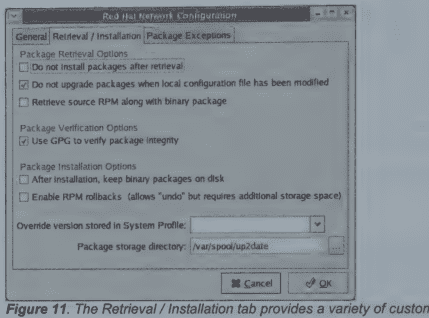 Red Hat Network Configuration
General Retrieval / Installation Package Exceptions
Package Retrieval Options
Do not install packages after retrieval
Do not upgrade packages when local configuration file has been modified
Retrieve source RPM along with binary package
Package Verification Options
Use GPG to verify package integrity
Package Installation Options
After installation, keep binary packages on disk
Enable RPM rollbacks (allows "undo" but requires additional storage space)
Override version stored in System Profile:
Package storage directory: /var/spool/up2date ...
Cancel OK
Figure 11. The Retrieval / Installation tab provides a variety of custom